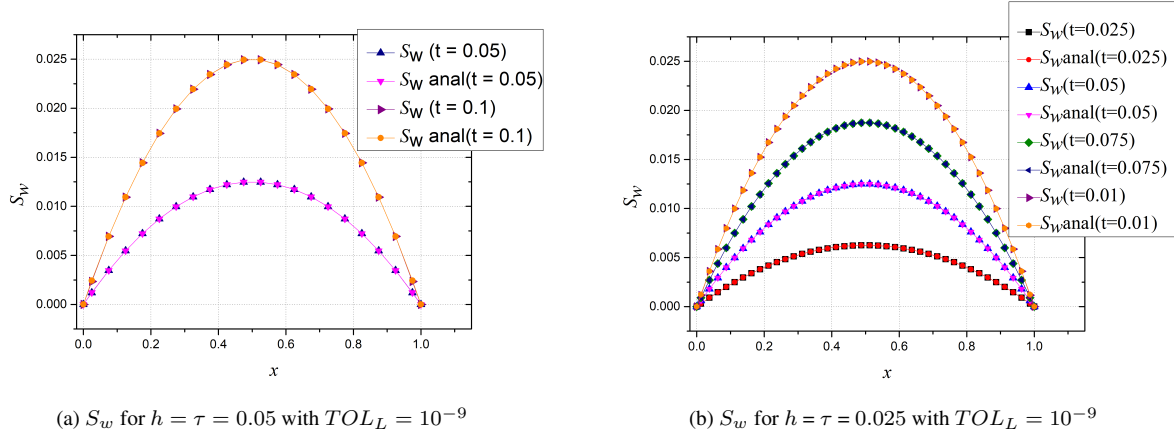 0.025
0.020
0.015
0.010
0.005
0.000
S_w
0.0 0.2 0.4 0.6 0.8 1.0
x
S_W (t = 0.05)
S_W anal(t = 0.05)
S_W (t = 0.1)
S_W anal(t = 0.1)
(a) S_w for h = τ = 0.05 with TOL_L = 10^{-9}
0.025
0.020
0.015
0.010
0.005
0.000
S_w
0.0 0.2 0.4 0.6 0.8 1.0
x
S_W(t=0.025)
S_Wanal(t=0.025)
S_W(t=0.05)
S_Wanal(t=0.05)
S_W(t=0.075)
S_Wanal(t=0.075)
S_W(t=0.01)
S_Wanal(t=0.01)
(b) S_w for h = τ = 0.025 with TOL_L = 10^{-9}